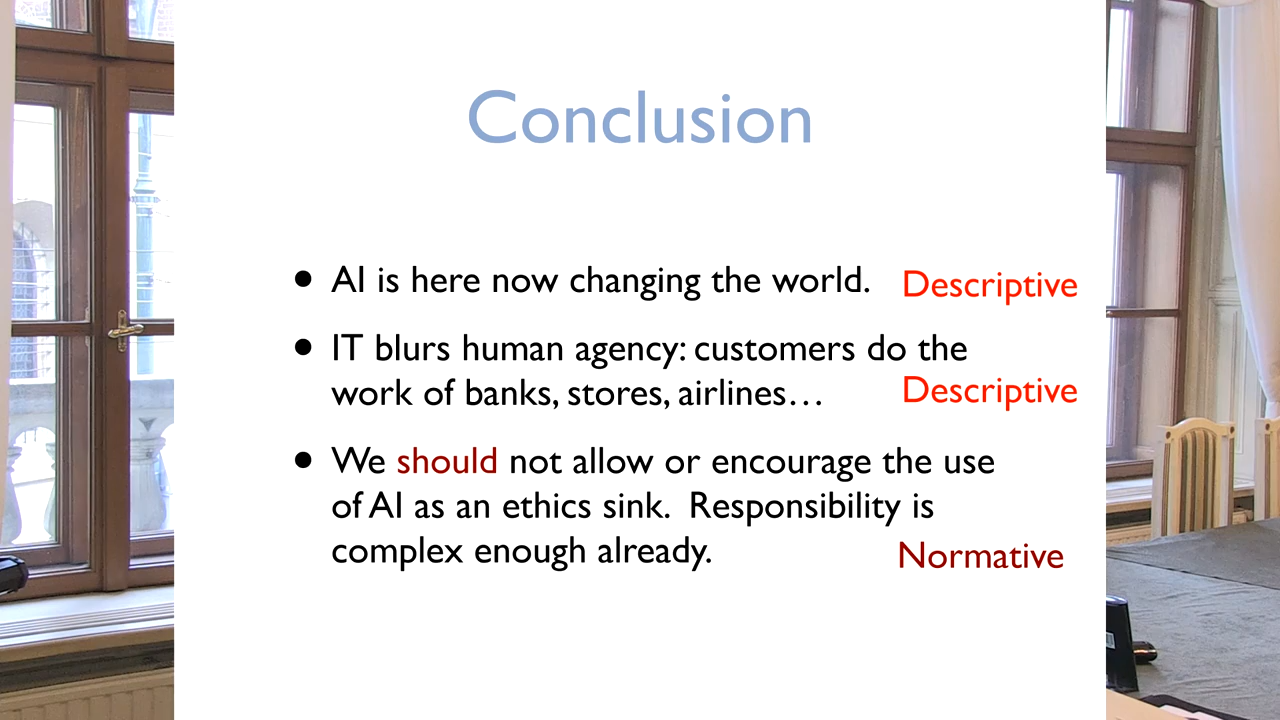 Conclusion
• AI is here now changing the world. Descriptive
• IT blurs human agency: customers do the
work of banks, stores, airlines… Descriptive
• We should not allow or encourage the use
of AI as an ethics sink.  Responsibility is
complex enough already. Normative